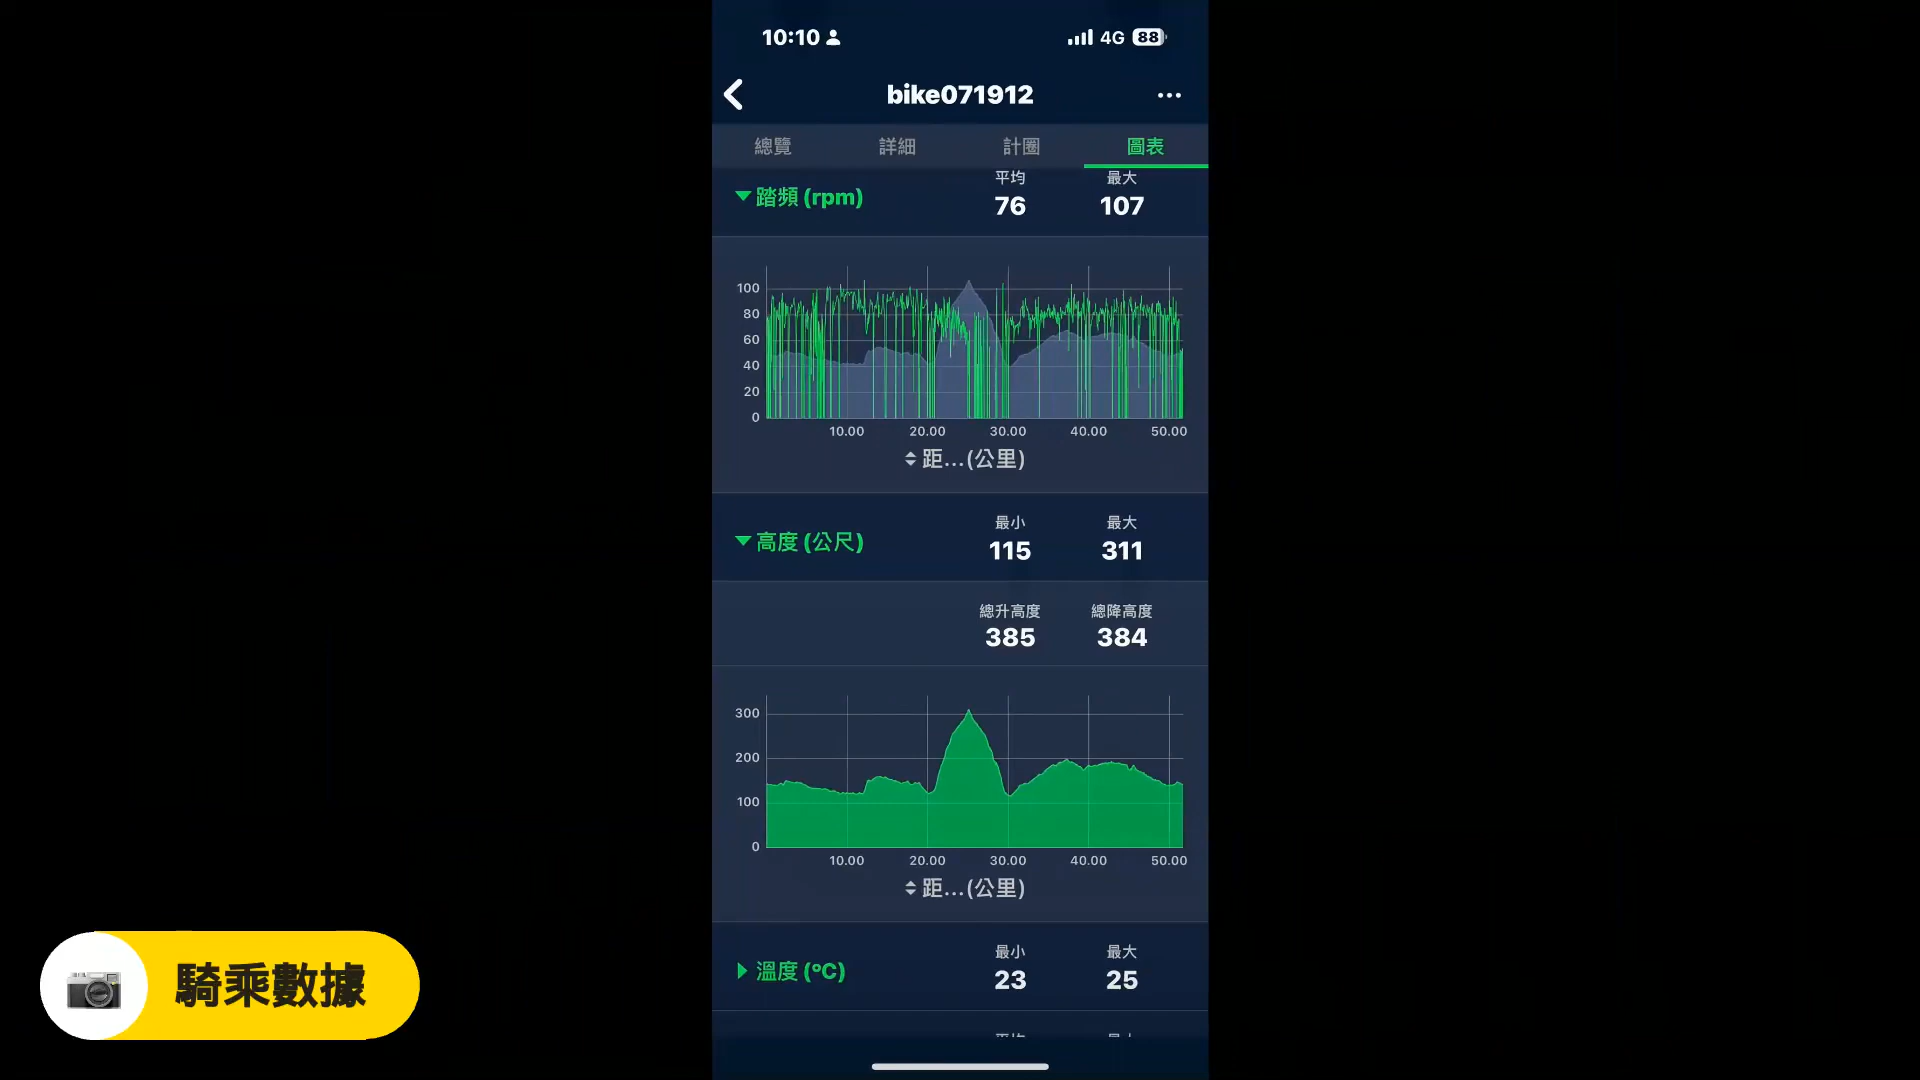 10:10
4G 88
bike071912
總覽 詳細 計圈 圖表
平均 最大
踏頻 (rpm) 76 107
100
80
60
40
20
0
10.00 20.00 30.00 40.00 50.00
距...(公里)
最小 最大
高度 (公尺) 115 311
總升高度 總降高度
385 384
300
200
100
0
10.00 20.00 30.00 40.00 50.00
距...(公里)
最小 最大
溫度 (°C) 23 25
騎乘數據